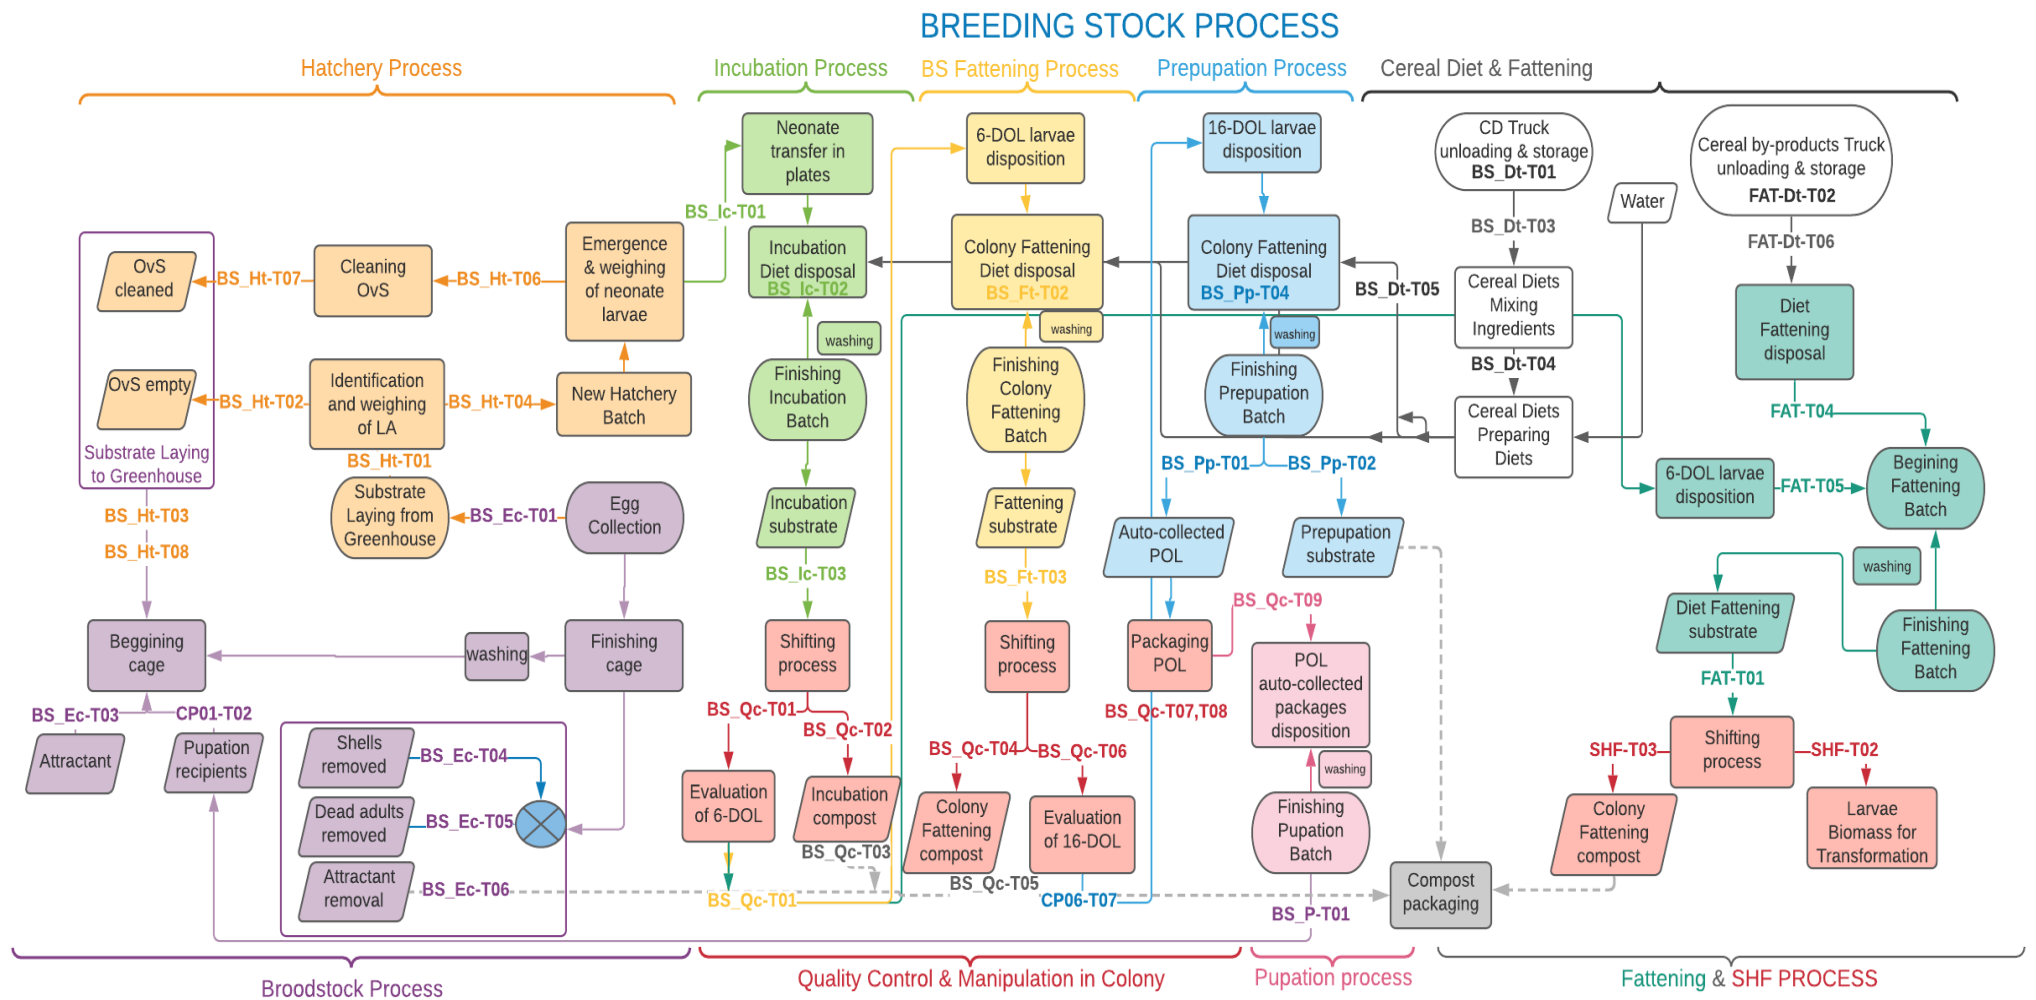 BREEDING STOCK PROCESS
Hatchery Process
Incubation Process
BS Fattening Process
Prepupation Process
Cereal Diet & Fattening
Neonate
transfer in
plates
6-DOL larvae
disposition
16-DOL larvae
disposition
CD Truck
unloading & storage
BS_Dt-T01
Cereal by-products Truck
unloading & storage
FAT-Dt-T02
Water
BS_Ic-T01
BS_Dt-T03
FAT-Dt-T06
OvS
cleaned
BS_Ht-T07
Cleaning
OvS
BS_Ht-T06
Emergence
& weighing
of neonate
larvae
Incubation
Diet disposal
BS_Ic-T02
Colony Fattening
Diet disposal
BS_Ft-T02
Colony Fattening
Diet disposal
BS_Pp-T04
BS_Dt-T05
Cereal Diets
Mixing
Ingredients
Diet
Fattening
disposal
washing
washing
washing
BS_Dt-T04
OvS empty
BS_Ht-T02
Identification
and weighing
of LA
BS_Ht-T04
New Hatchery
Batch
Finishing
Incubation
Batch
Finishing
Colony
Fattening
Batch
Finishing
Prepupation
Batch
Cereal Diets
Preparing
Diets
FAT-T04
Substrate Laying
to Greenhouse
BS_Ht-T01
BS_Pp-T01
BS_Pp-T02
6-DOL larvae
disposition
FAT-T05
Begining
Fattening
Batch
BS_Ht-T03
BS_Ht-T08
Substrate
Laying from
Greenhouse
BS_Ec-T01
Egg
Collection
Incubation
substrate
Fattening
substrate
Auto-collected
POL
Prepupation
substrate
washing
BS_Ic-T03
BS_Ft-T03
BS_Qc-T09
Diet Fattening
substrate
Finishing
Fattening
Batch
Beggining
cage
washing
Finishing
cage
Shifting
process
Shifting
process
Packaging
POL
POL
auto-collected
packages
disposition
FAT-T01
BS_Ec-T03
CP01-T02
BS_Qc-T01
BS_Qc-T02
BS_Qc-T07,T08
Attractant
Pupation
recipients
Shells
removed
BS_Ec-T04
BS_Qc-T04
BS_Qc-T06
washing
SHF-T03
Shifting
process
SHF-T02
Dead adults
removed
BS_Ec-T05
Evaluation
of 6-DOL
Incubation
compost
Colony
Fattening
compost
Evaluation
of 16-DOL
Finishing
Pupation
Batch
Colony
Fattening
compost
Larvae
Biomass for
Transformation
BS_Qc-T03
Attractant
removal
BS_Ec-T06
BS_Qc-T05
BS_Qc-T01
CP06-T07
BS_P-T01
Compost
packaging
Broodstock Process
Quality Control & Manipulation in Colony
Pupation process
Fattening & SHF PROCESS